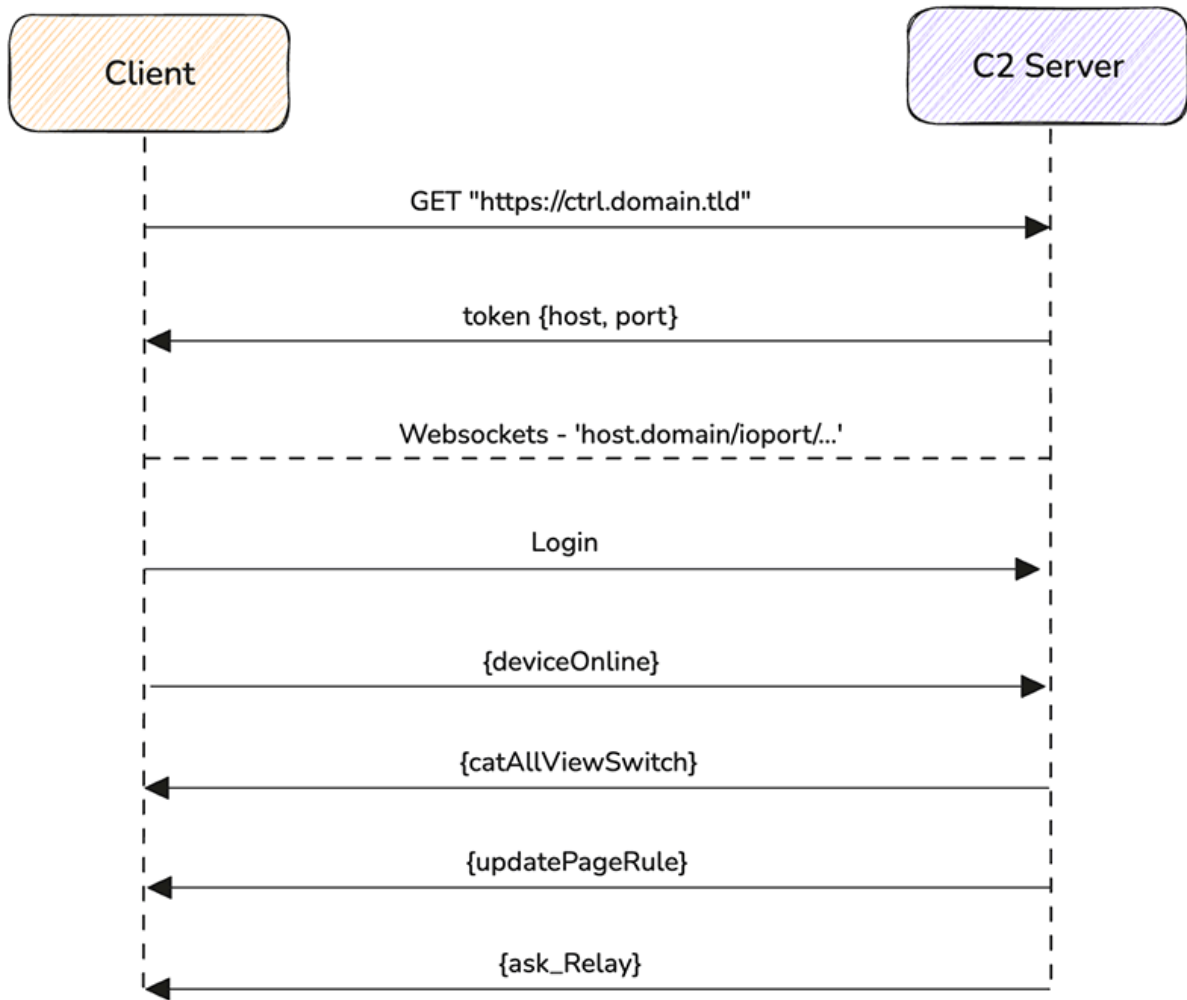 Client
C2 Server
GET "https://ctrl.domain.tld"
token {host, port}
Websockets - 'host.domain/ioport/...'
Login
{deviceOnline}
{catAllViewSwitch}
{updatePageRule}
{ask_Relay}